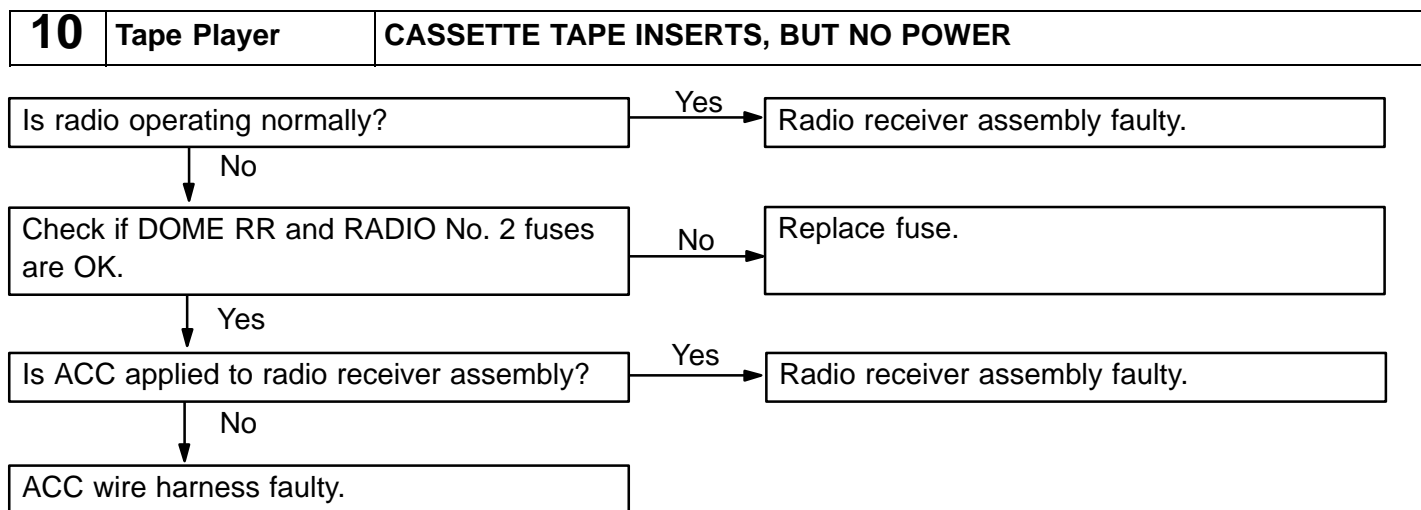 10 Tape Player CASSETTE TAPE INSERTS, BUT NO POWER
Is radio operating normally?
Yes
Radio receiver assembly faulty.
No
Check if DOME RR and RADIO No. 2 fuses
are OK.
No
Replace fuse.
Yes
Is ACC applied to radio receiver assembly?
Yes
Radio receiver assembly faulty.
No
ACC wire harness faulty.